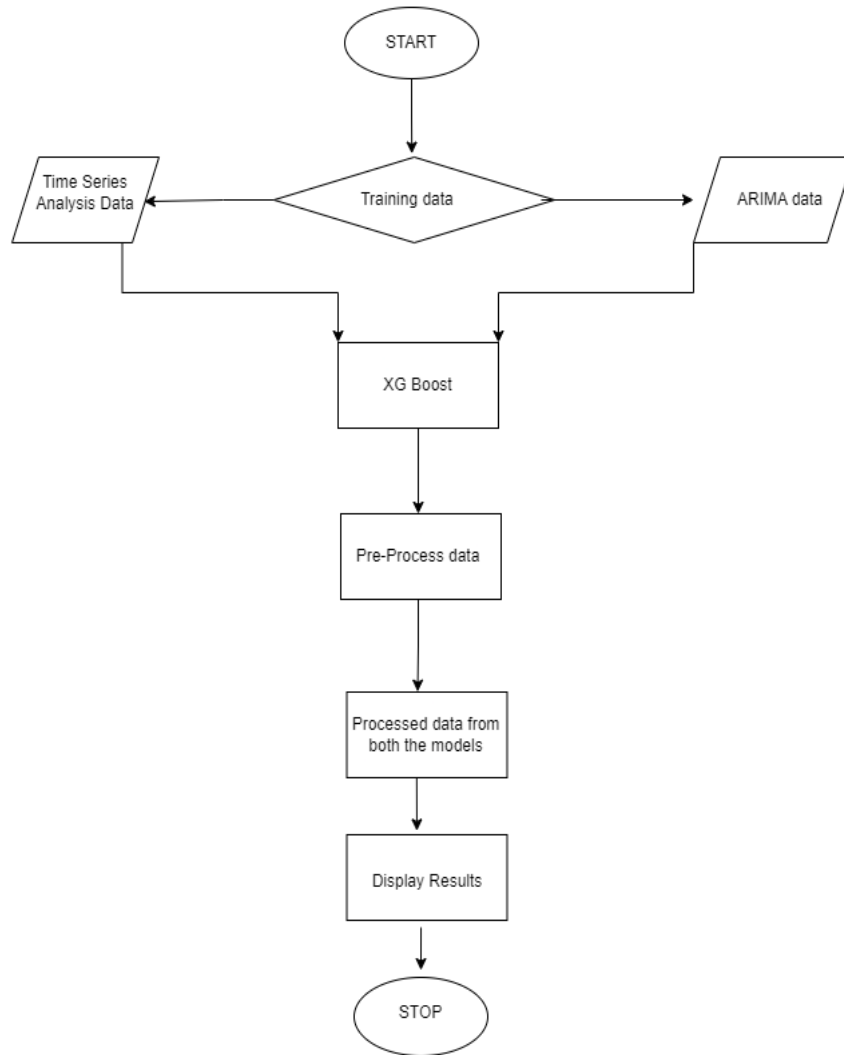 START
Time Series
Analysis Data
Training data
ARIMA data
XG Boost
Pre-Process data
Processed data from
both the models
Display Results
STOP